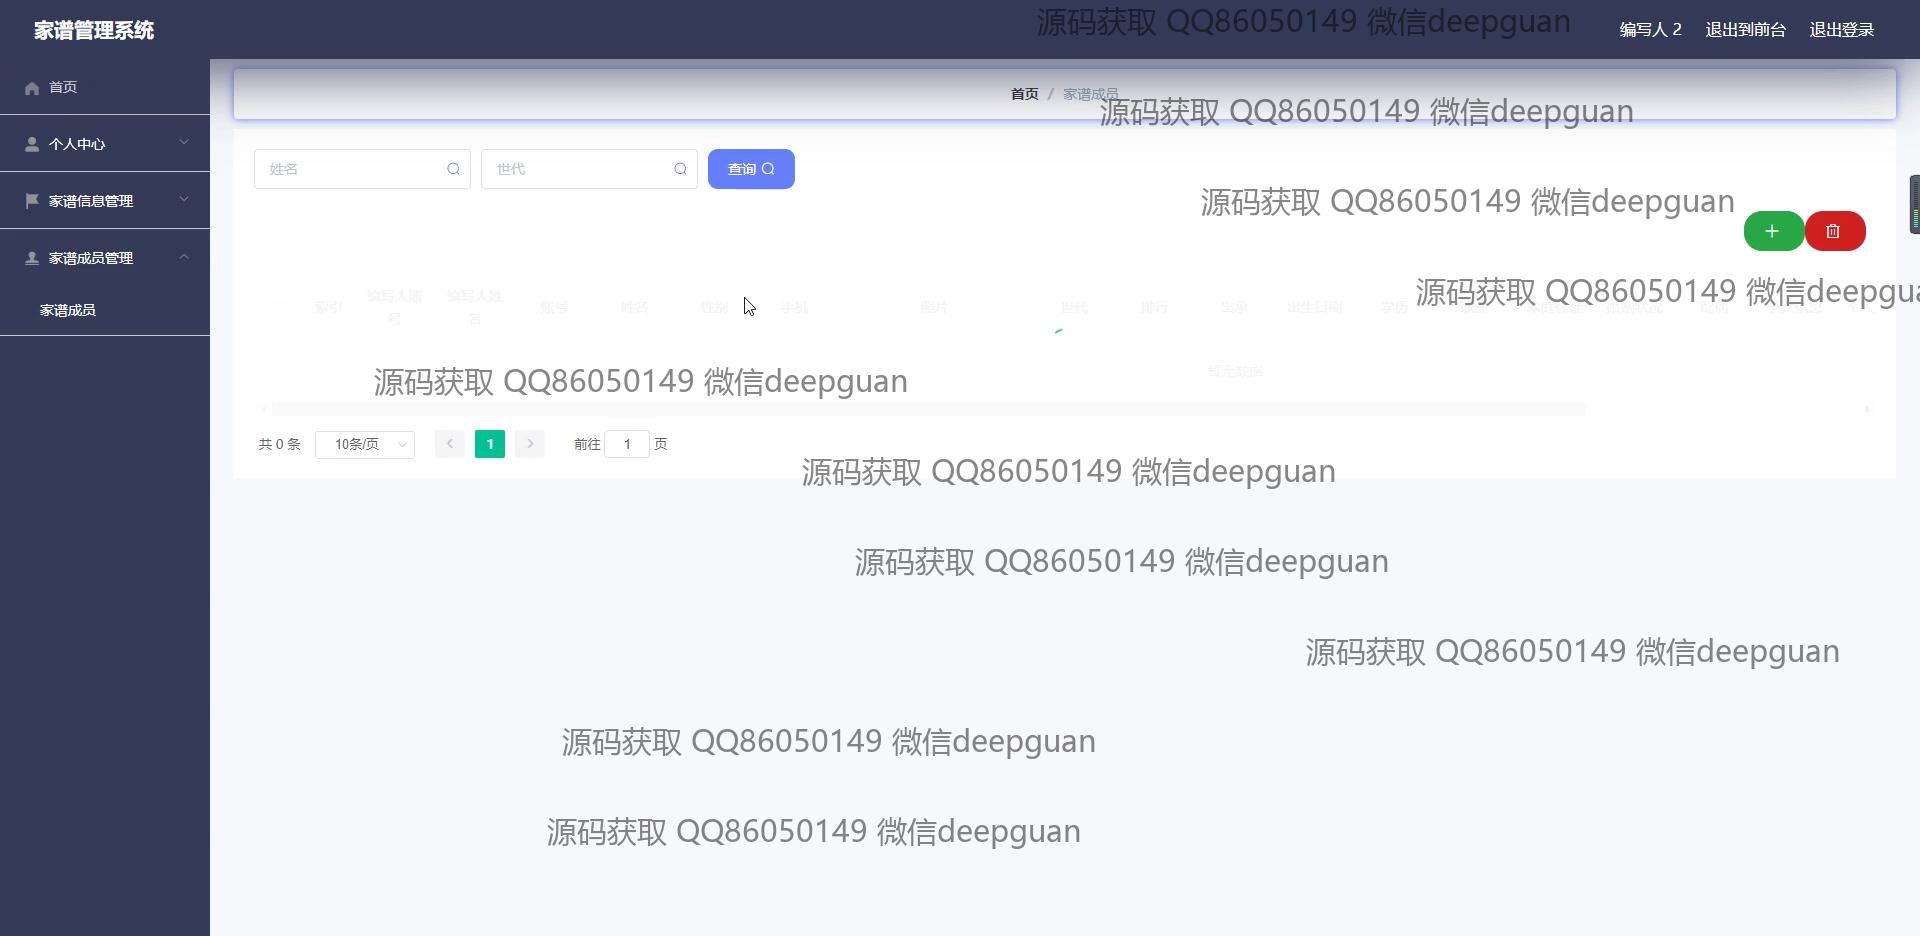 家谱管理系统
源码获取 QQ86050149 微信deepguan
编写人 2
退出到前台
退出登录
首页
个人中心
家谱信息管理
家谱成员管理
家谱成员
首页 / 家谱成员
源码获取 QQ86050149 微信deepguan
姓名
世代
查询
源码获取 QQ86050149 微信deepguan
源码获取 QQ86050149 微信deepgua
索引
编写人账号
编写人姓名
账号
姓名
性别
手机
照片
世代
排行
出承
出生日期
学历
暂无数据
源码获取 QQ86050149 微信deepguan
共 0 条
10条/页
1
前往 1 页
源码获取 QQ86050149 微信deepguan
源码获取 QQ86050149 微信deepguan
源码获取 QQ86050149 微信deepguan
源码获取 QQ86050149 微信deepguan
源码获取 QQ86050149 微信deepguan